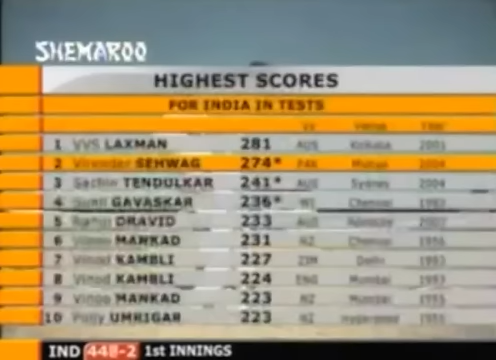 SHEMAROO
HIGHEST SCORES
FOR INDIA IN TESTS
1 VVS LAXMAN 281 AUS Kolkata 2001
2 Virender SEHWAG 274* PAK Multan 2004
3 Sachin TENDULKAR 241* AUS Sydney 2004
4 Sunil GAVASKAR 236* WI Chennai 1983
5 Rahul DRAVID 233 AUS Adelaide 2003
6 Vinoo MANKAD 231 NZ Chennai 1956
7 Vinod KAMBLI 227 ZIM Delhi 1993
8 Vinod KAMBLI 224 ENG Mumbai 1993
9 Vinoo MANKAD 223 NZ Mumbai 1955
10 Polly UMRIGAR 223 NZ Hyderabad 1955
IND 448-2 1st INNINGS